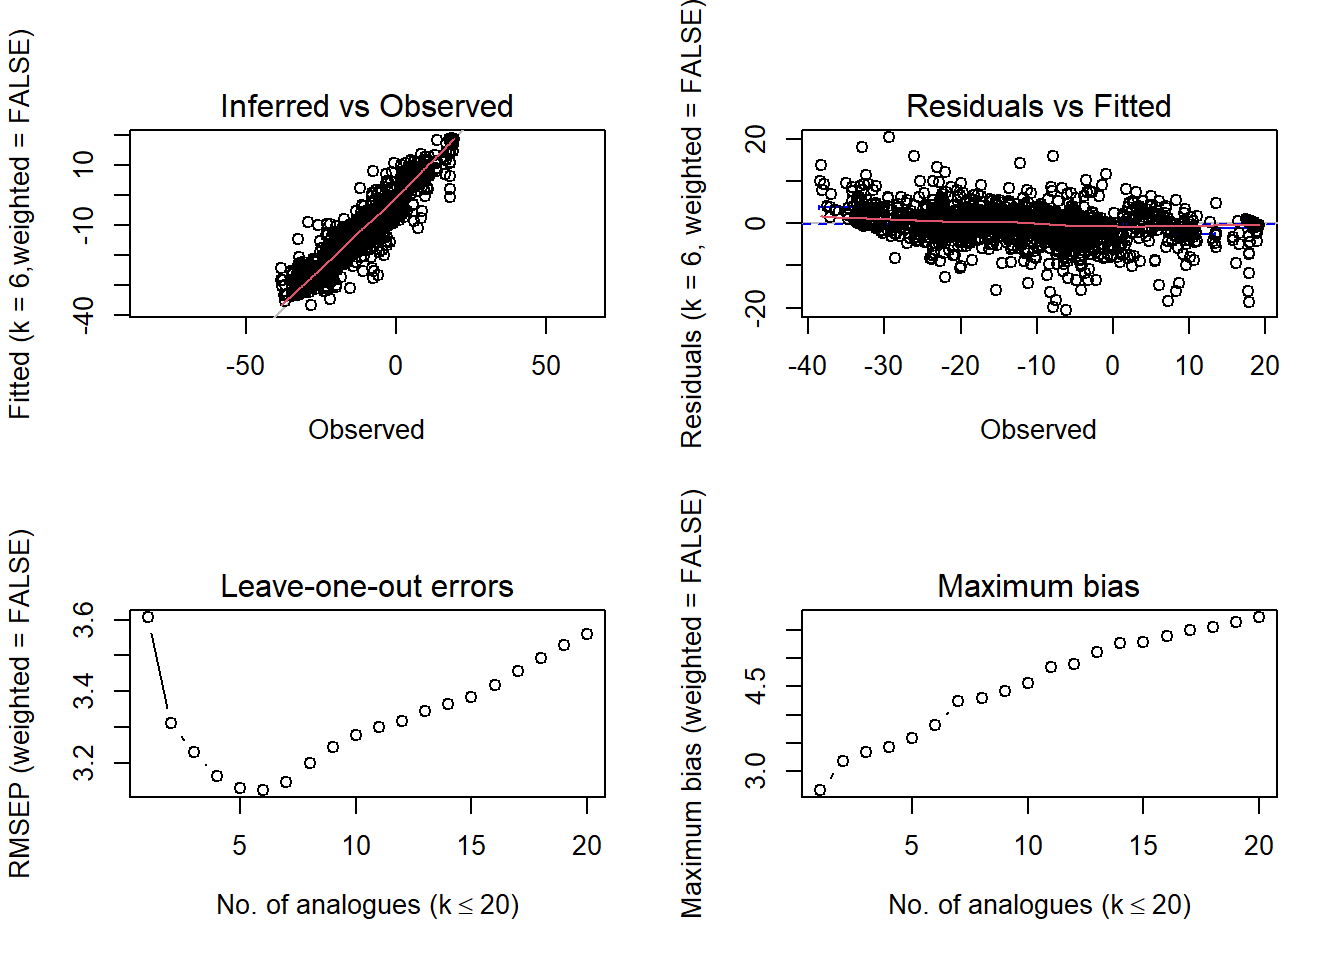 Inferred vs Observed
Fitted (k = 6,weighted = FALSE)
10
-10
-40
-50 0 50
Observed
Residuals vs Fitted
Residuals (k = 6, weighted = FALSE)
20
0
-20
-40 -30 -20 -10 0 10 20
Observed
Leave-one-out errors
RMSEP (weighted = FALSE)
3.6
3.4
3.2
5 10 15 20
No. of analogues (k ≤ 20)
Maximum bias
Maximum bias (weighted = FALSE)
4.5
3.0
5 10 15 20
No. of analogues (k ≤ 20)